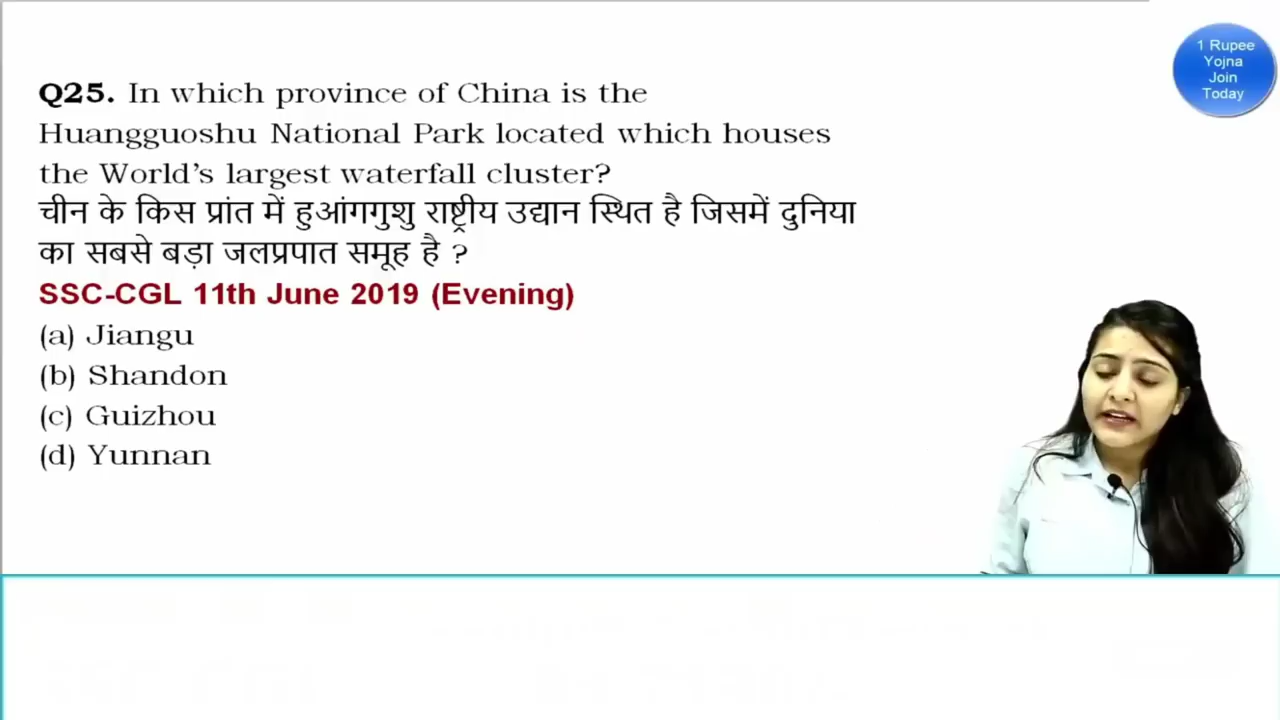 1 Rupee
Yojna
Join
Today
Q25. In which province of China is the
Huangguoshu National Park located which houses
the World's largest waterfall cluster?
चीन के किस प्रांत में हुआंगगुशु राष्ट्रीय उद्यान स्थित है जिसमें दुनिया
का सबसे बड़ा जलप्रपात समूह है ?
SSC-CGL 11th June 2019 (Evening)
(a) Jiangu
(b) Shandon
(c) Guizhou
(d) Yunnan